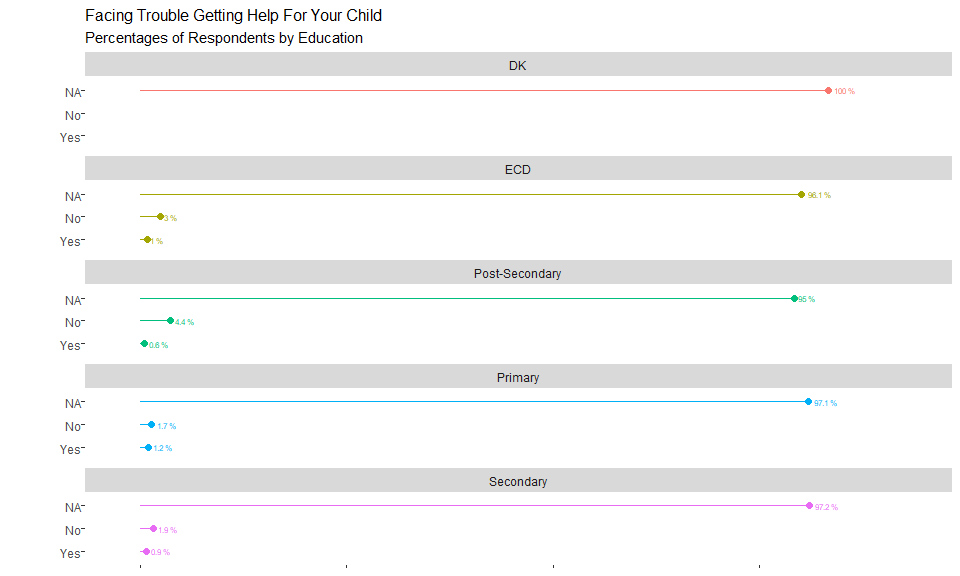 Facing Trouble Getting Help For Your Child
Percentages of Respondents by Education
DK
NA 100 %
No
Yes
ECD
NA 96.1 %
No 3 %
Yes 1 %
Post-Secondary
NA 95 %
No 4.4 %
Yes 0.6 %
Primary
NA 97.1 %
No 1.7 %
Yes 1.2 %
Secondary
NA 97.2 %
No 1.9 %
Yes 0.9 %